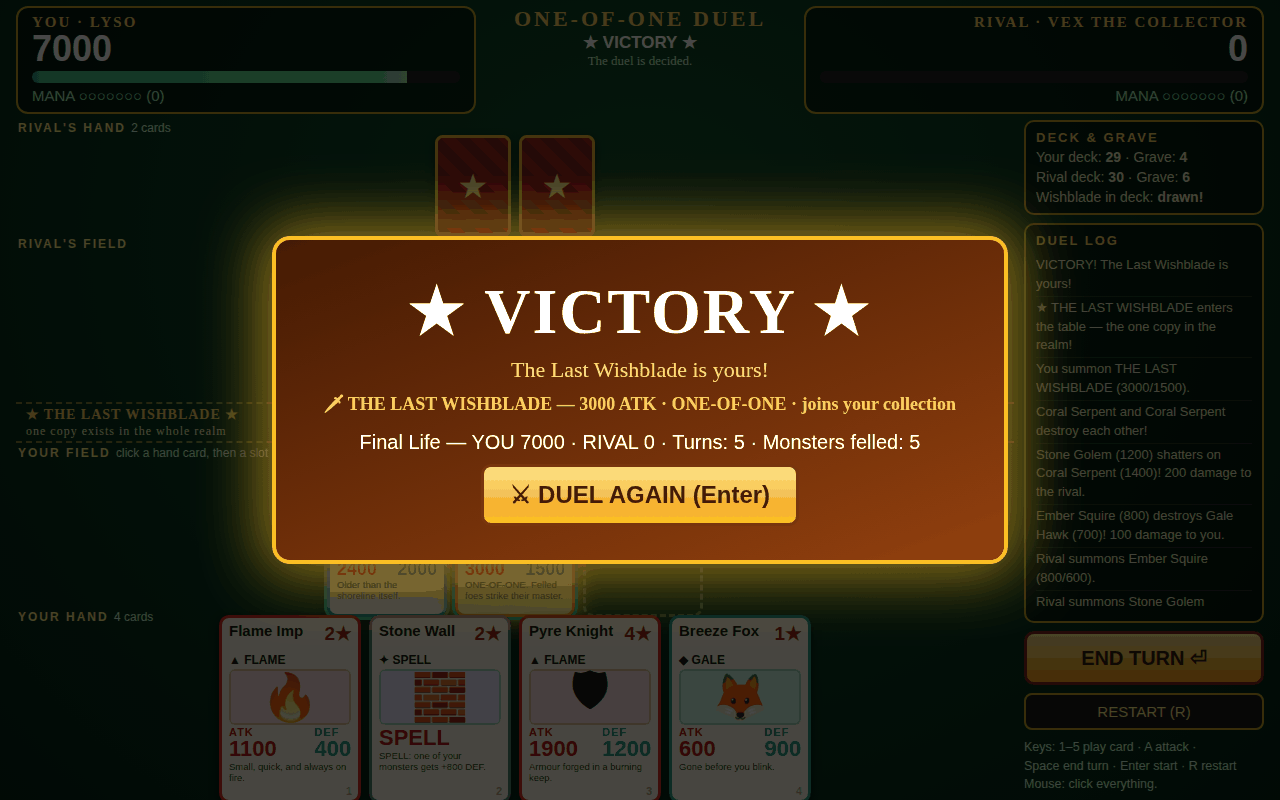 YOU · LYSO
7000
MANA ○○○○○○○ (0)
ONE-OF-ONE DUEL
★ VICTORY ★
The duel is decided.
RIVAL · VEX THE COLLECTOR
0
MANA ○○○○○○○ (0)
RIVAL'S HAND 2 cards
RIVAL'S FIELD
★ THE LAST WISHBLADE ★
one copy exists in the whole realm
YOUR FIELD click a hand card, then a slot
★ VICTORY ★
The Last Wishblade is yours!
🗡 THE LAST WISHBLADE — 3000 ATK · ONE-OF-ONE · joins your collection
Final Life — YOU 7000 · RIVAL 0 · Turns: 5 · Monsters felled: 5
⚔ DUEL AGAIN (Enter)
2400 2000
Older than the
shoreline itself.
3000 1500
ONE-OF-ONE. Felled
foes strike their master.
YOUR HAND 4 cards
Flame Imp 2★
▲ FLAME
ATK DEF
1100 400
Small, quick, and always on
fire.
1
Stone Wall 2★
✦ SPELL
SPELL
SPELL: one of your
monsters gets +800 DEF.
2
Pyre Knight 4★
▲ FLAME
ATK DEF
1900 1200
Armour forged in a burning
keep.
3
Breeze Fox 1★
◆ GALE
ATK DEF
600 900
Gone before you blink.
4
DECK & GRAVE
Your deck: 29 · Grave: 4
Rival deck: 30 · Grave: 6
Wishblade in deck: drawn!
DUEL LOG
VICTORY! The Last Wishblade is
yours!
★ THE LAST WISHBLADE enters
the table — the one copy in the
realm!
You summon THE LAST
WISHBLADE (3000/1500).
Coral Serpent and Coral Serpent
destroy each other!
Stone Golem (1200) shatters on
Coral Serpent (1400)! 200 damage to
the rival.
Ember Squire (800) destroys Gale
Hawk (700)! 100 damage to you.
Rival summons Ember Squire
(800/600).
Rival summons Stone Golem
END TURN ⏎
RESTART (R)
Keys: 1–5 play card · A attack ·
Space end turn · Enter start · R restart
Mouse: click everything.